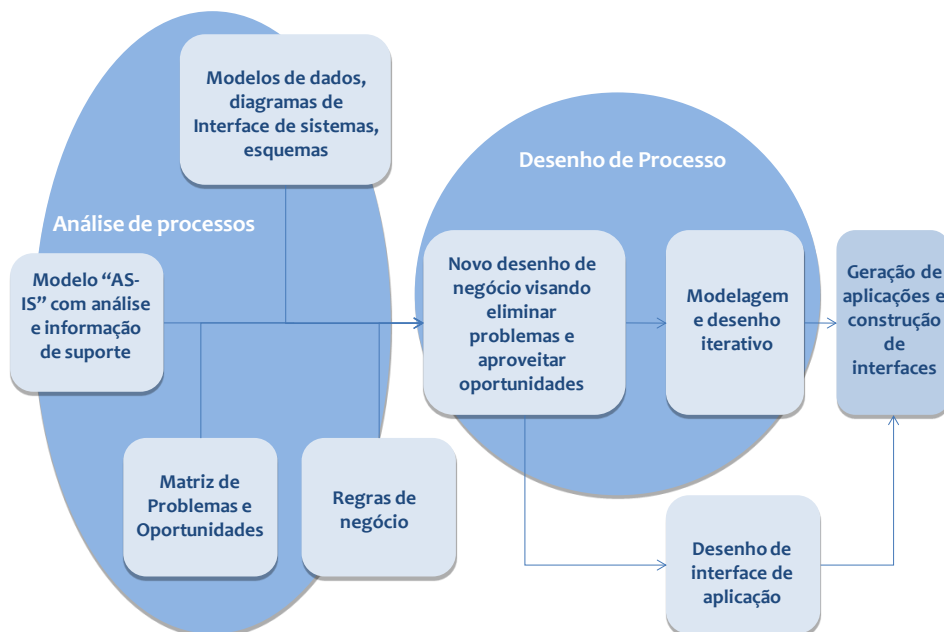 Modelos de dados,
diagramas de
Interface de sistemas,
esquemas
Análise de processos
Modelo “AS-
IS” com análise
e informação
de suporte
Matriz de
Problemas e
Oportunidades
Regras de
negócio
Desenho de Processo
Novo desenho de
negócio visando
eliminar
problemas e
aproveitar
oportunidades
Modelagem
e desenho
iterativo
Geração de
aplicações e
construção
de
interfaces
Desenho de
interface de
aplicação